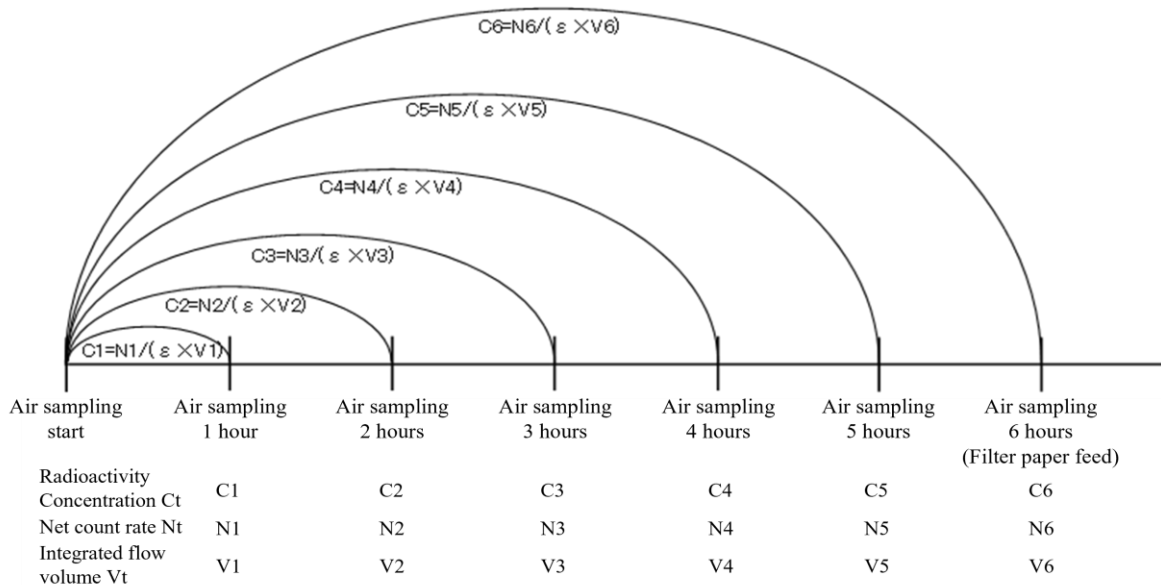 C6=N6/( ε ×V6)
C5=N5/( ε ×V5)
C4=N4/( ε ×V4)
C3=N3/( ε ×V3)
C2=N2/( ε ×V2)
C1=N1/( ε ×V1)
Air sampling start
Air sampling 1 hour
Air sampling 2 hours
Air sampling 3 hours
Air sampling 4 hours
Air sampling 5 hours
Air sampling 6 hours (Filter paper feed)
Radioactivity Concentration Ct C1 C2 C3 C4 C5 C6
Net count rate Nt N1 N2 N3 N4 N5 N6
Integrated flow volume Vt V1 V2 V3 V4 V5 V6